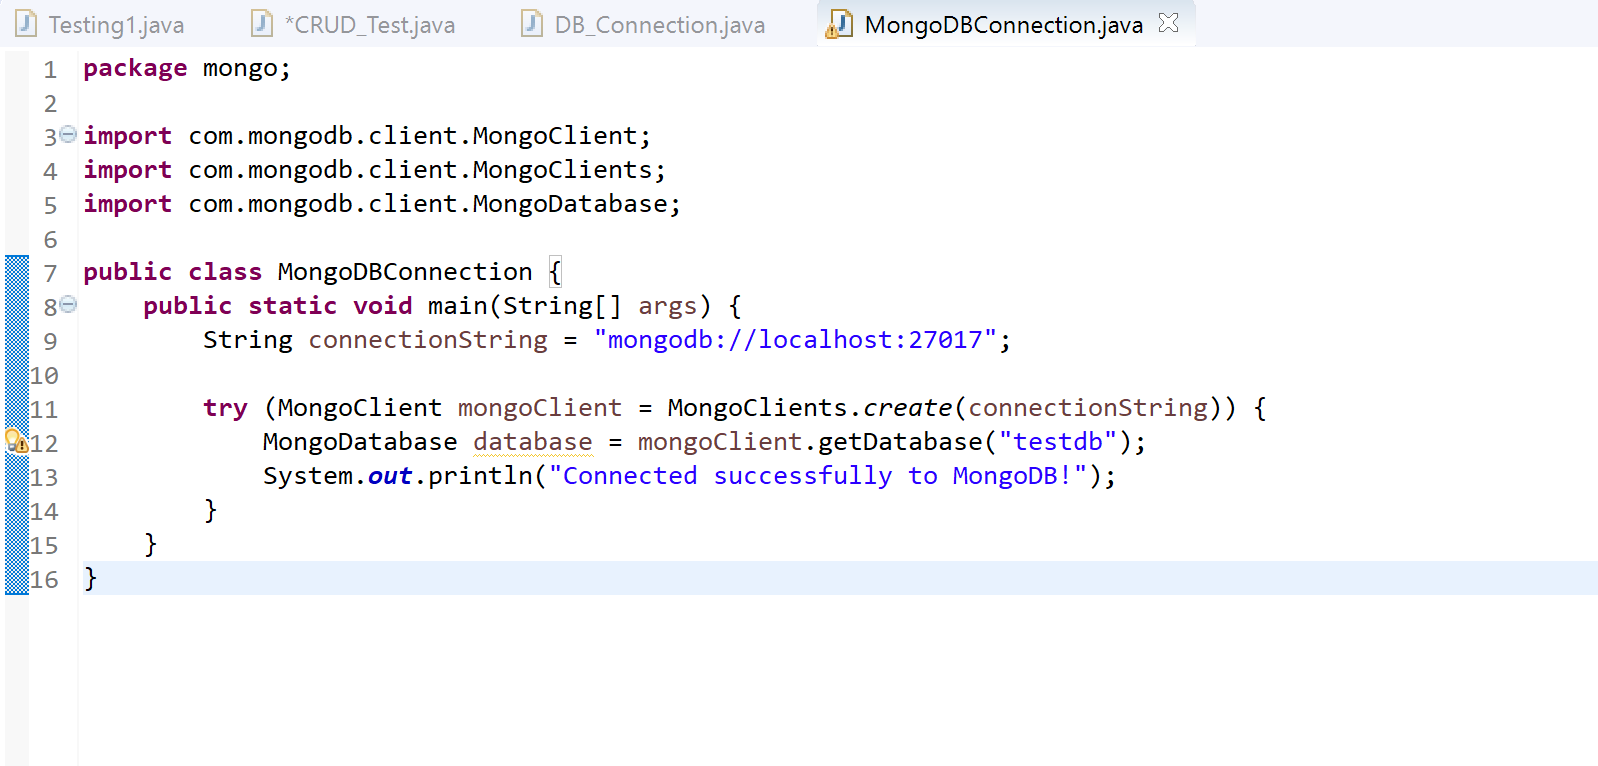 Testing1.java *CRUD_Test.java DB_Connection.java MongoDBConnection.java
1 package mongo;
2
3 import com.mongodb.client.MongoClient;
4 import com.mongodb.client.MongoClients;
5 import com.mongodb.client.MongoDatabase;
6
7 public class MongoDBConnection {
8     public static void main(String[] args) {
9         String connectionString = "mongodb://localhost:27017";
10
11         try (MongoClient mongoClient = MongoClients.create(connectionString)) {
12             MongoDatabase database = mongoClient.getDatabase("testdb");
13             System.out.println("Connected successfully to MongoDB!");
14         }
15     }
16 }